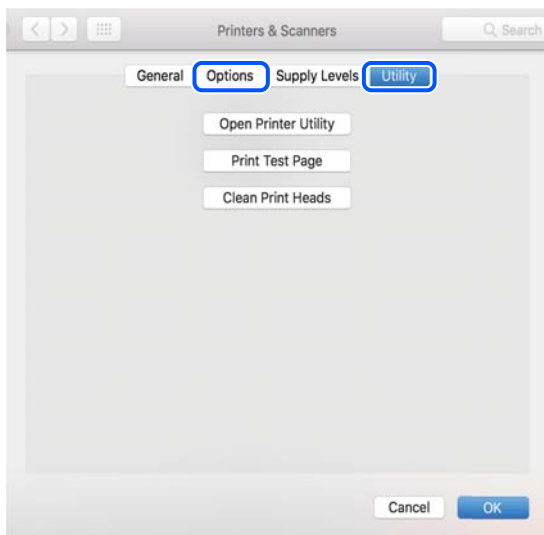 Printers & Scanners Search
General Options Supply Levels Utility
Open Printer Utility
Print Test Page
Clean Print Heads
Cancel OK